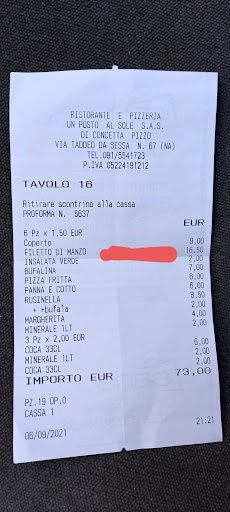 RISTORANTE E PIZZERIA
UN POSTO AL SOLE S.A.S.
DI CONCETTA PIZZO
VIA TADDEO DA SESSA N. 67 (NA)
TEL.081/5541723
P.IVA 05224191212
TAVOLO 16
Ritirare scontrino alla cassa
PROFORMA N. 5637
EUR
6 Pz x 1,50 EUR
Coperto 9,00
FILETTO DI MANZO 16,50
INSALATA VERDE 2,00
BUFALINA 7,00
PIZZA FRITTA 6,00
PANNA E COTTO 6,00
RUSINELLA 8,50
+ +bufala 2,00
MARGHERITA 4,00
MINERALE 1LT 2,00
3 Pz x 2,00 EUR
COCA 33CL 6,00
MINERALE 1LT 2,00
COCA 33CL 2,00
IMPORTO EUR 73,00
PZ.19 OP.0
CASSA 1
06/09/2021 21:21